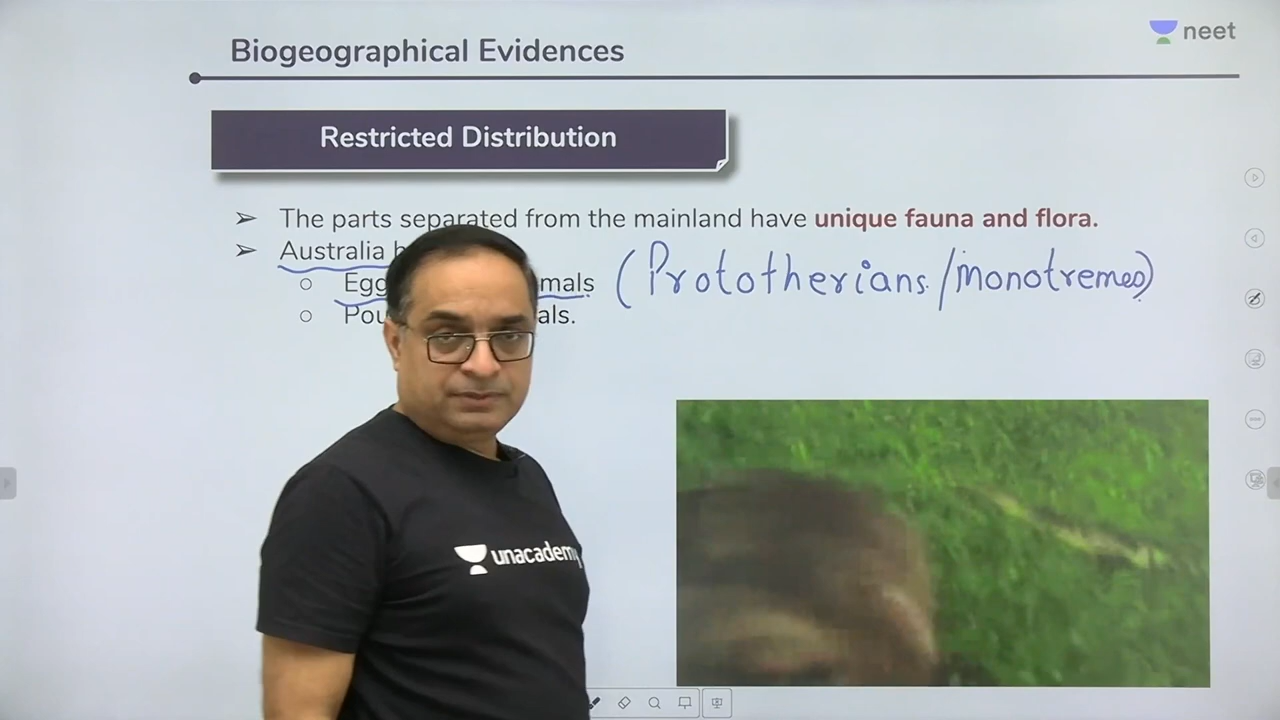 neet
Biogeographical Evidences
Restricted Distribution
➢ The parts separated from the mainland have unique fauna and flora.
➢ Australia
○ Egg mals (Prototherians/Monotremes)
○ Pou als.
unacademy